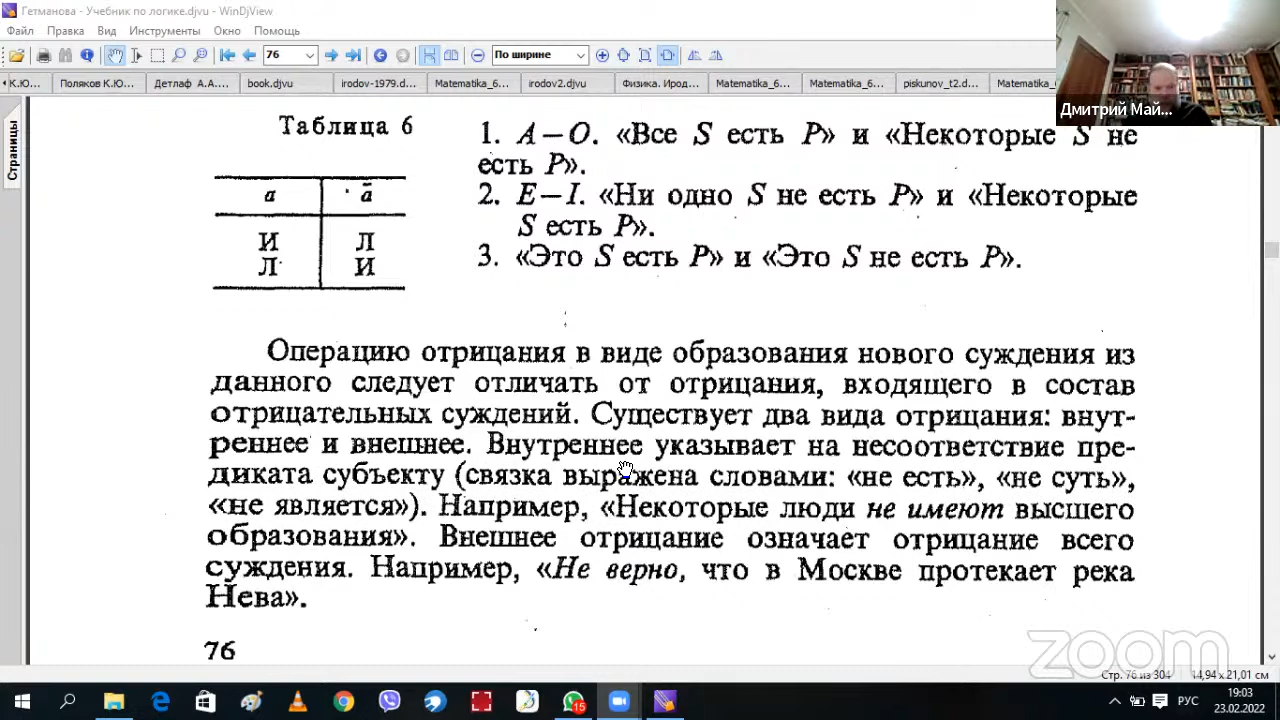 Гетманова - Учебник по логике.djvu - WinDjView
Файл Правка Вид Инструменты Окно Помощь
76 По ширине
К.Ю... Поляков К.Ю... Детлаф А.А.... book.djvu irodov-1979.d... Matematika_6... irodov2.djvu Физика. Ирод... Matematika_6... Matematika_6... piskunov_t2.d... Matematika_6
Дмитрий Май...
Страницы
Таблица 6
a ā
И Л
Л И
1. A — O. «Все S есть P» и «Некоторые S не
есть P».
2. E — I. «Ни одно S не есть P» и «Некоторые
S есть P».
3. «Это S есть P» и «Это S не есть P».
Операцию отрицания в виде образования нового суждения из
данного следует отличать от отрицания, входящего в состав
отрицательных суждений. Существует два вида отрицания: внут-
реннее и внешнее. Внутреннее указывает на несоответствие пре-
диката субъекту (связка выражена словами: «не есть», «не суть»,
«не является»). Например, «Некоторые люди не имеют высшего
образования». Внешнее отрицание означает отрицание всего
суждения. Например, «Не верно, что в Москве протекает река
Нева».
76
zoom
Стр. 76 из 304 14,94 x 21,01 см
15
РУС
19:03
23.02.2022